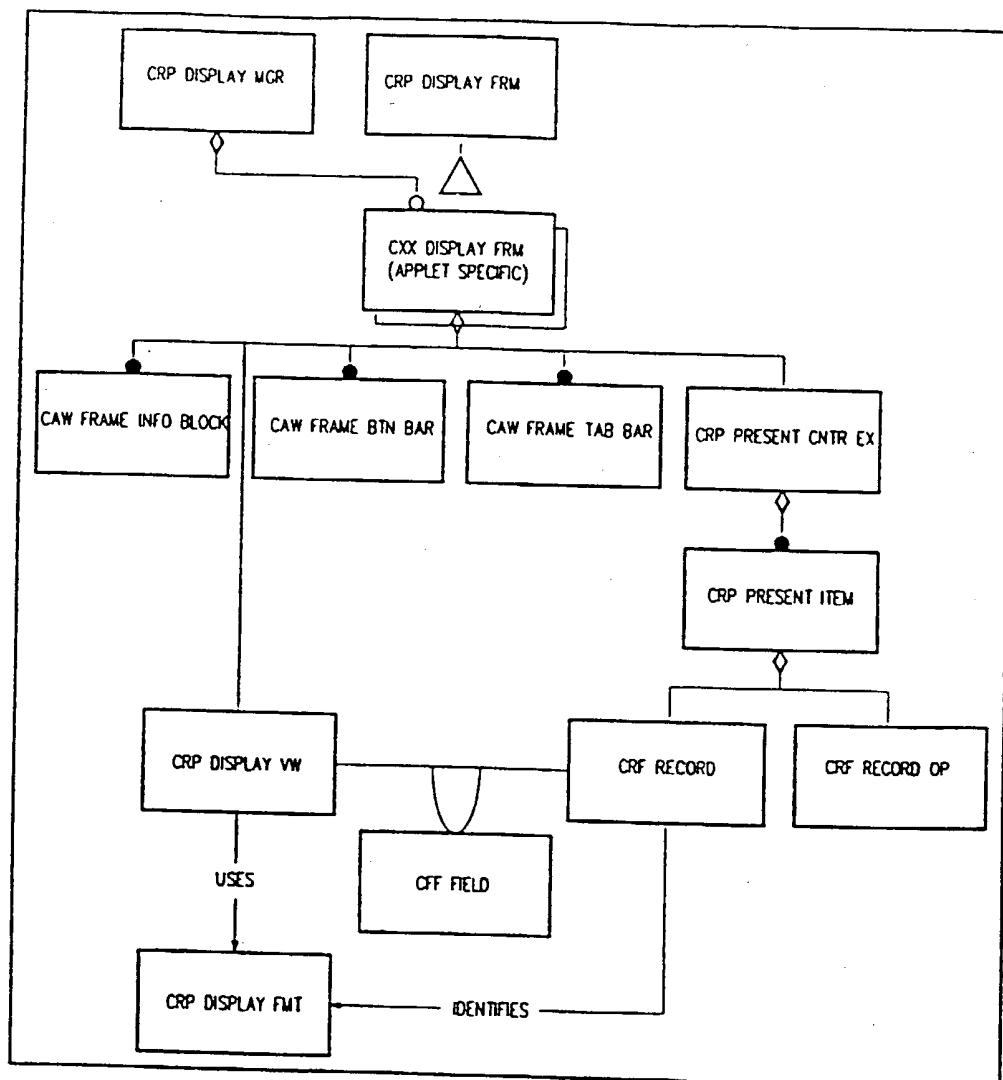 CRP DISPLAY MGR
CRP DISPLAY FRM
CXX DISPLAY FRM
(APPLET SPECIFIC)
CAW FRAME INFO BLOCK
CAW FRAME BTN BAR
CAW FRAME TAB BAR
CRP PRESENT CNTR EX
CRP PRESENT ITEM
CRP DISPLAY VW
CRF RECORD
CRF RECORD OP
USES
CFF FIELD
CRP DISPLAY FMT
IDENTIFIES